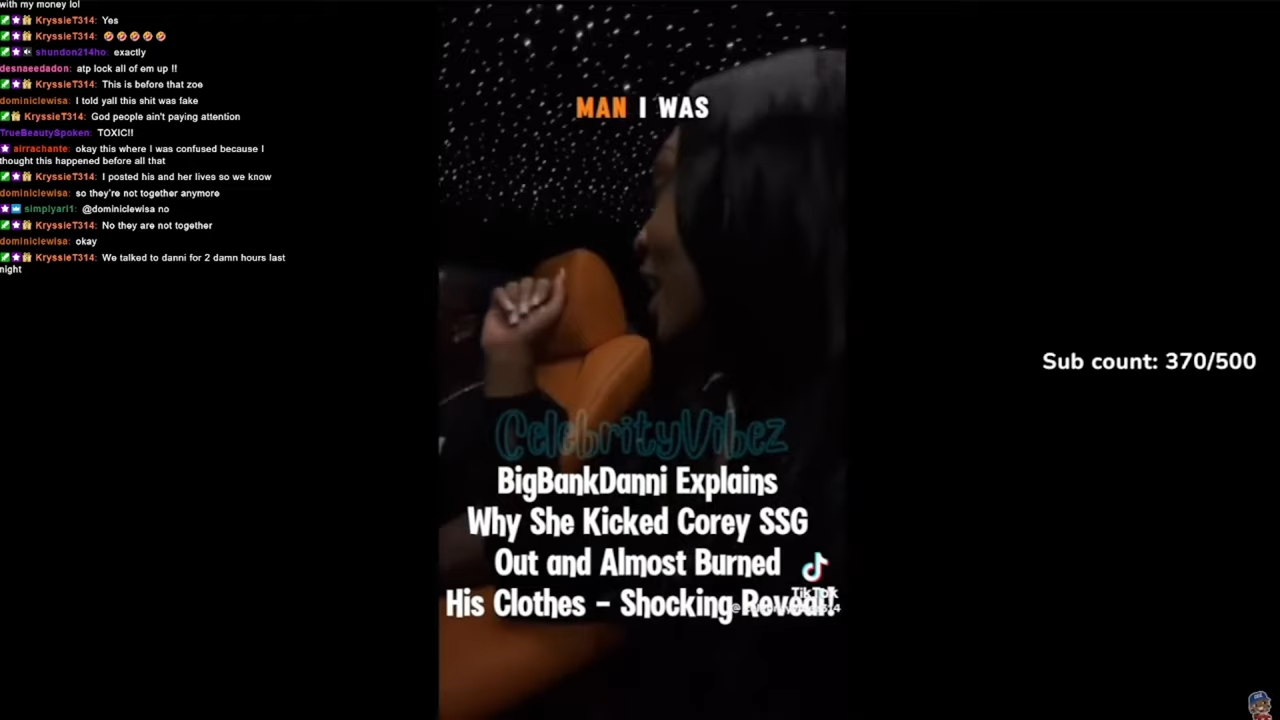 with my money lol
KryssieT314: Yes
KryssieT314:
shundon214ho: exactly
desnaeedadon: atp lock all of em up !!
KryssieT314: This is before that zoe
dominiclewisa: I told yall this shit was fake
KryssieT314: God people ain't paying attention
TrueBeautySpoken: TOXIC!!
airrachante: okay this where I was confused because I
thought this happened before all that
KryssieT314: I posted his and her lives so we know
dominiclewisa: so they're not together anymore
simplyari1: @dominiclewisa no
KryssieT314: No they are not together
dominiclewisa: okay
KryssieT314: We talked to danni for 2 damn hours last
night
MAN I WAS
Sub count: 370/500
CelebrityVibez
BigBankDanni Explains
Why She Kicked Corey SSG
Out and Almost Burned
His Clothes - Shocking Reveal!
TikTok